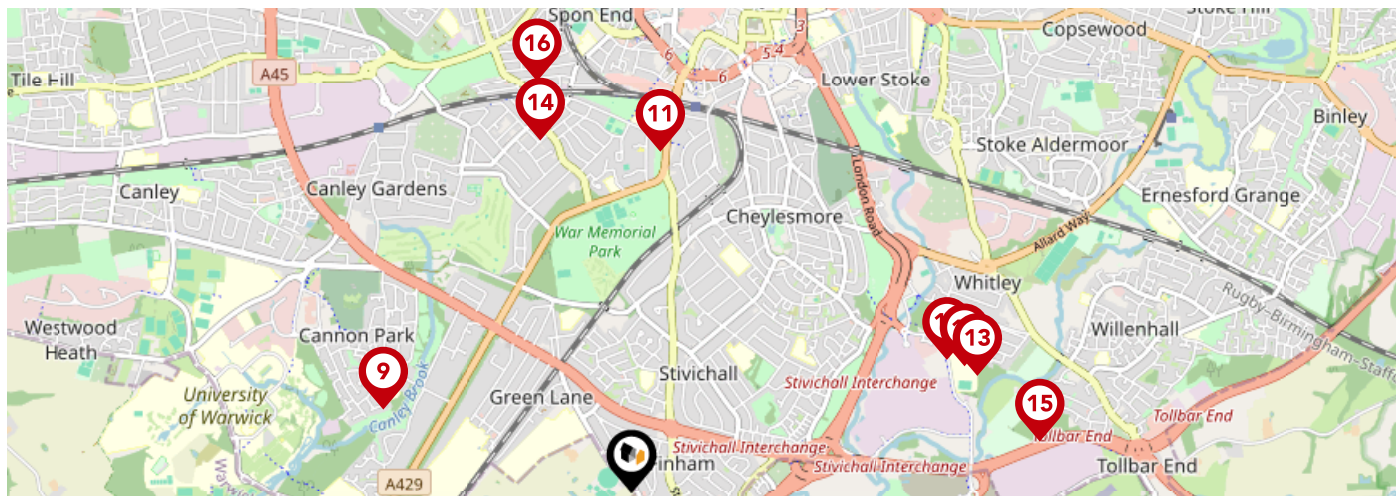 Spon End
Stoke Hill
Copsewood
3
16
6
5 4
6
A45
Tile Hill
Lower Stoke
14
11
Binley
Stoke Aldermoor
Canley
Canley Gardens
London Road
Ernesford Grange
Cheylesmore
War Memorial
Park
Allard Way
Whitley
Rugby-Birmingham-Staffo
Westwood
Heath
Cannon Park
13
Willenhall
9
Stivichall
Stivichall Interchange
University
of Warwick
Canley Brook
Green Lane
15
Tollbar End
Tollbar End
Stivichall Interchange
inham
Stivichall Interchange
Tollbar End
A429
Warwi